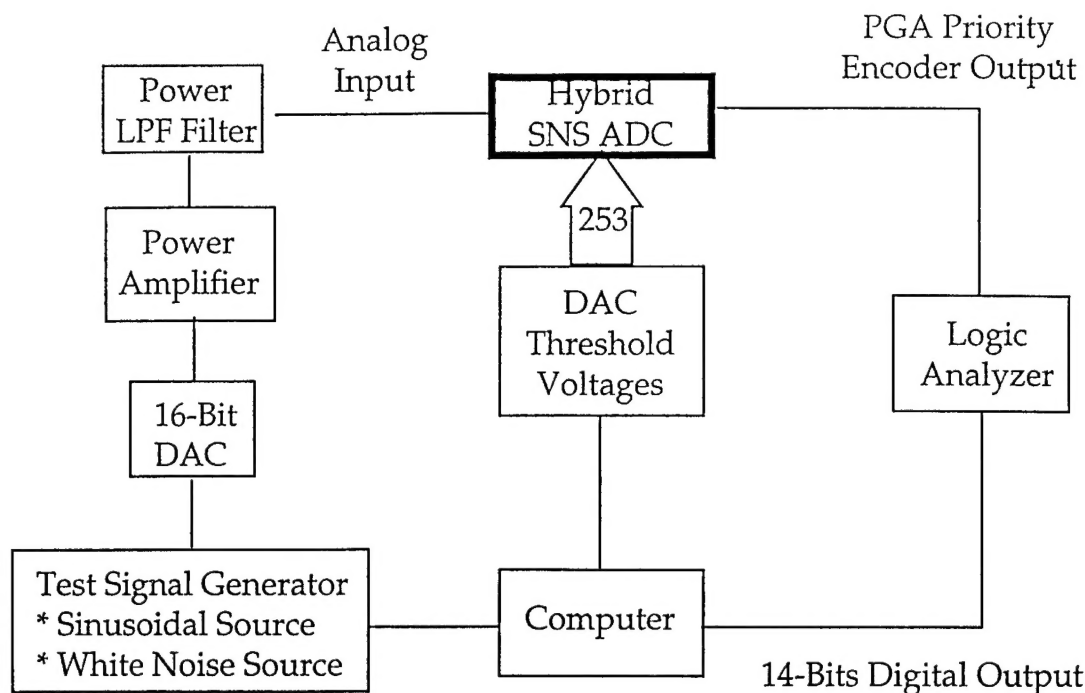 Analog
Input
PGA Priority
Encoder Output
Power
LPF Filter
Hybrid
SNS ADC
253
Power
Amplifier
DAC
Threshold
Voltages
Logic
Analyzer
16-Bit
DAC
Test Signal Generator
* Sinusoidal Source
* White Noise Source
Computer
14-Bits Digital Output